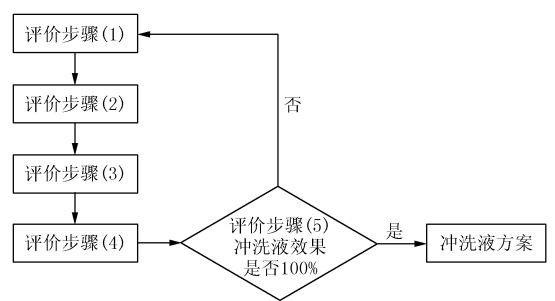 评价步骤(1)
评价步骤(2)
否
评价步骤(3)
评价步骤(4)
评价步骤(5)
冲洗液效果
是否100%
是
冲洗液方案